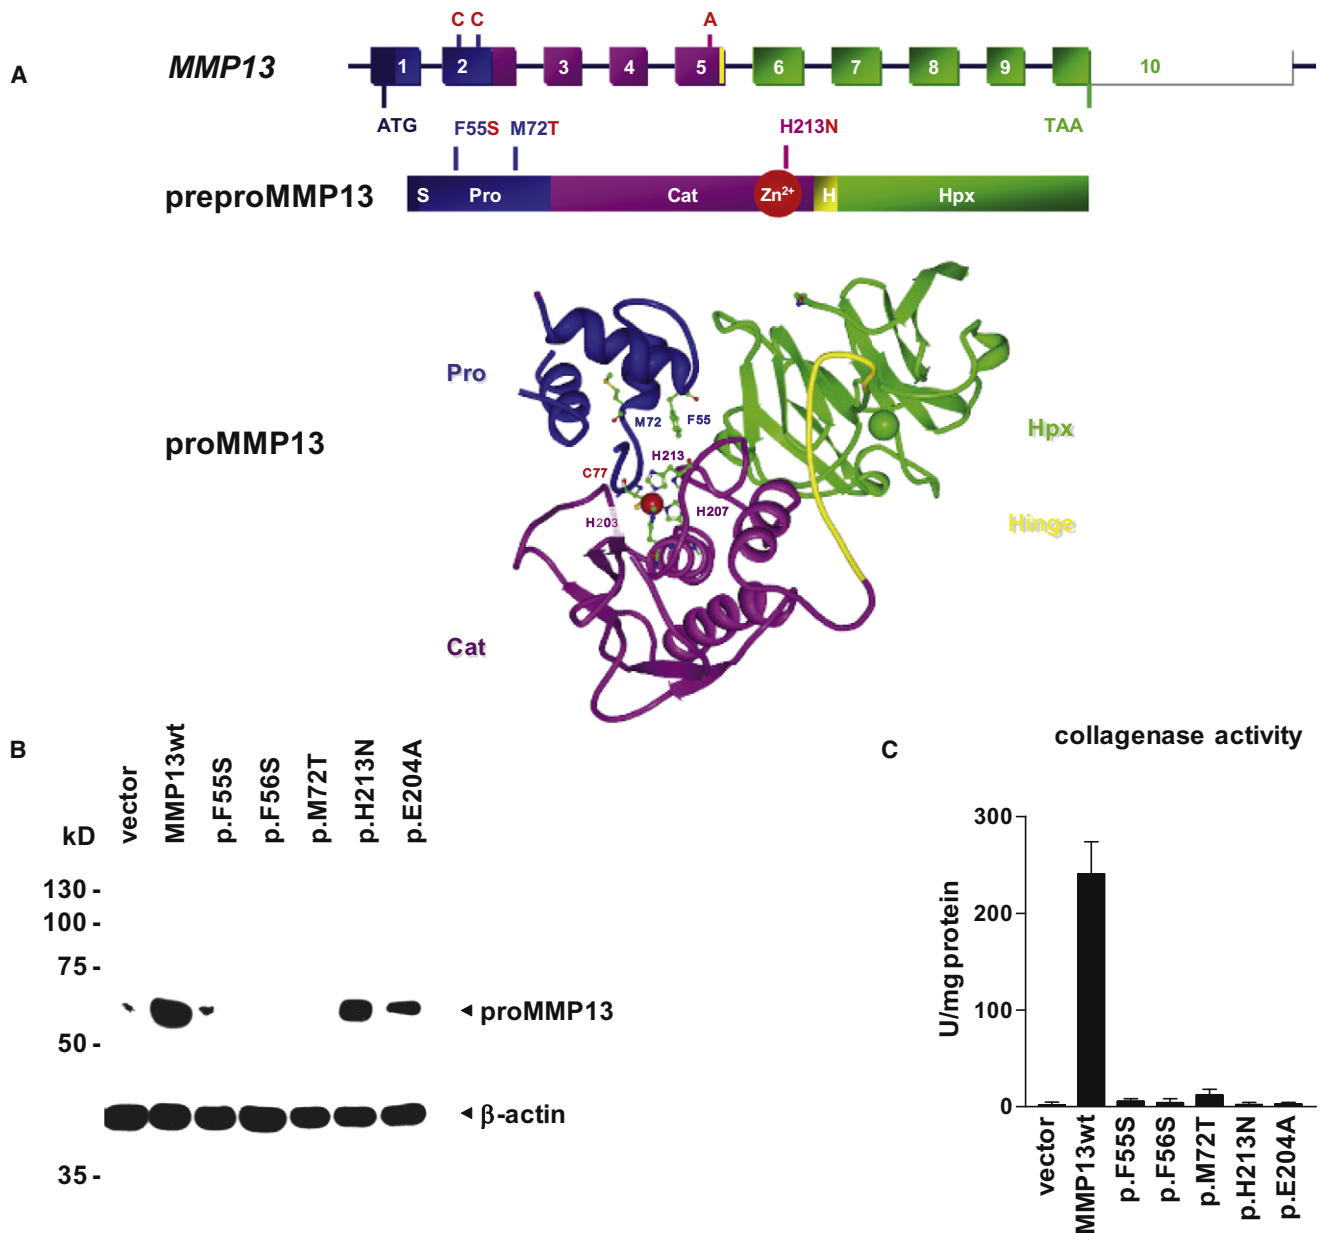 A
C C A
MMP13
1 2 3 4 5 6 7 8 9 10
ATG F55S M72T H213N TAA
preproMMP13
S Pro Cat Zn2+ H Hpx
proMMP13
Pro
M72 F55
Hpx
C77 H213
H203 H207
Hinge
Cat
B
vector
MMP13wt
p.F55S
p.F56S
p.M72T
p.H213N
p.E204A
kD
130 -
100 -
75 -
proMMP13
50 -
β-actin
35 -
C
collagenase activity
U/mg protein
300
200
100
0
vector
MMP13wt
p.F55S
p.F56S
p.M72T
p.H213N
p.E204A